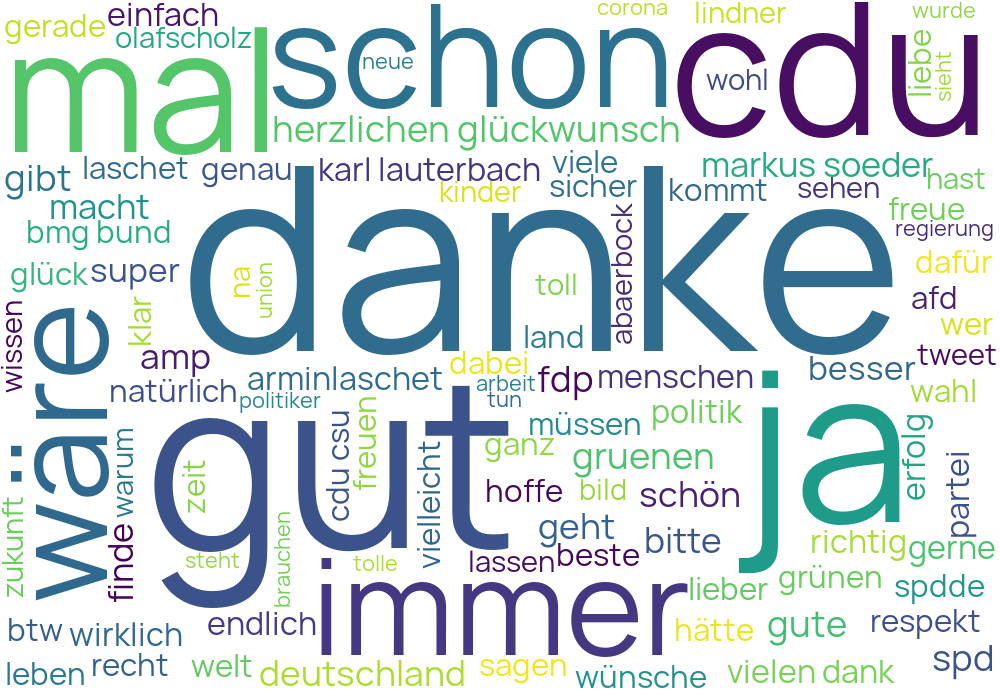 gerade
einfach
olafscholz
mal
schon
neue
corona
lindner
wurde
cdu
wohl
liebe
sieht
herzlichen glückwunsch
gibt
laschet
genau
karl lauterbach
viele
sicher
kinder
markus soeder
kommt
sehen
hast
freue
regierung
macht
bmg bund
glück
super
danke
na
union
toll
abaerbock
land
dafür
afd
wer
tweet
wissen
klar
wäre
amp
natürlich
arminlaschet
politiker
dabei
arbeit
tun
fdp
menschen
besser
wahl
gut
ja
zeit
cdu csu
freuen
vielleicht
ganz
müssen
politik
gruenen
hoffe
bild
schön
geht
bitte
erfolg
partei
warum
zukunft
finde
steht
brauchen
tolle
lassen
beste
richtig
gerne
immer
lieber
grünen
spdde
btw
wirklich
endlich
hätte
gute
respekt
leben
recht
welt
deutschland
sagen
wünsche
vielen dank
spd